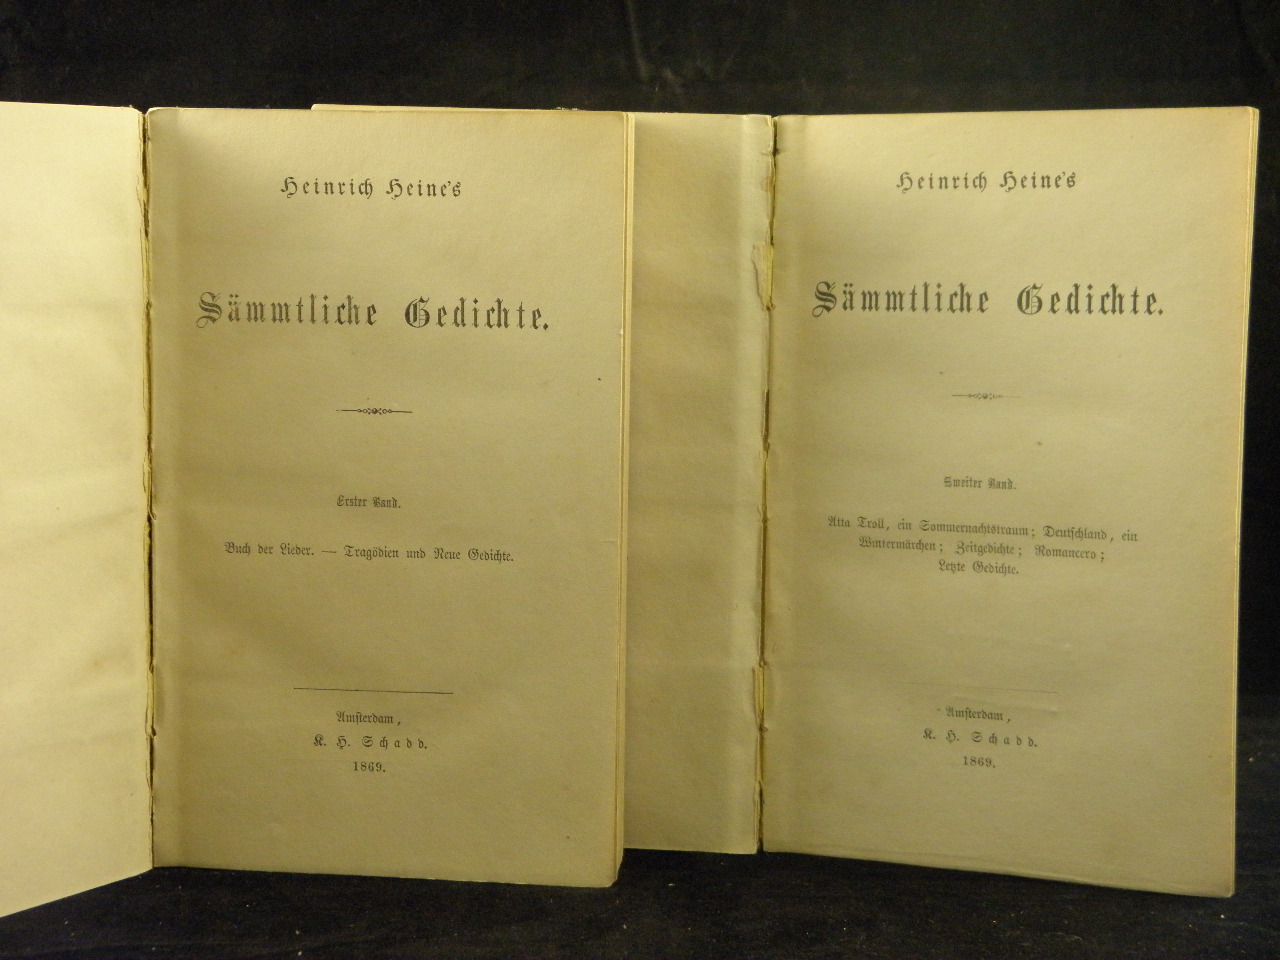 Heinrich Heine's
Sämmtliche Gedichte.
Erster Band.
Buch der Lieder. — Tragödien und Neue Gedichte.
Amsterdam,
K. H. Schadd.
1869.
Heinrich Heine's
Sämmtliche Gedichte.
Zweiter Band.
Atta Troll, ein Sommernachtstraum; Deutschland, ein
Wintermärchen; Zeitgedichte; Romancero;
Letzte Gedichte.
Amsterdam,
K. H. Schadd.
1869.